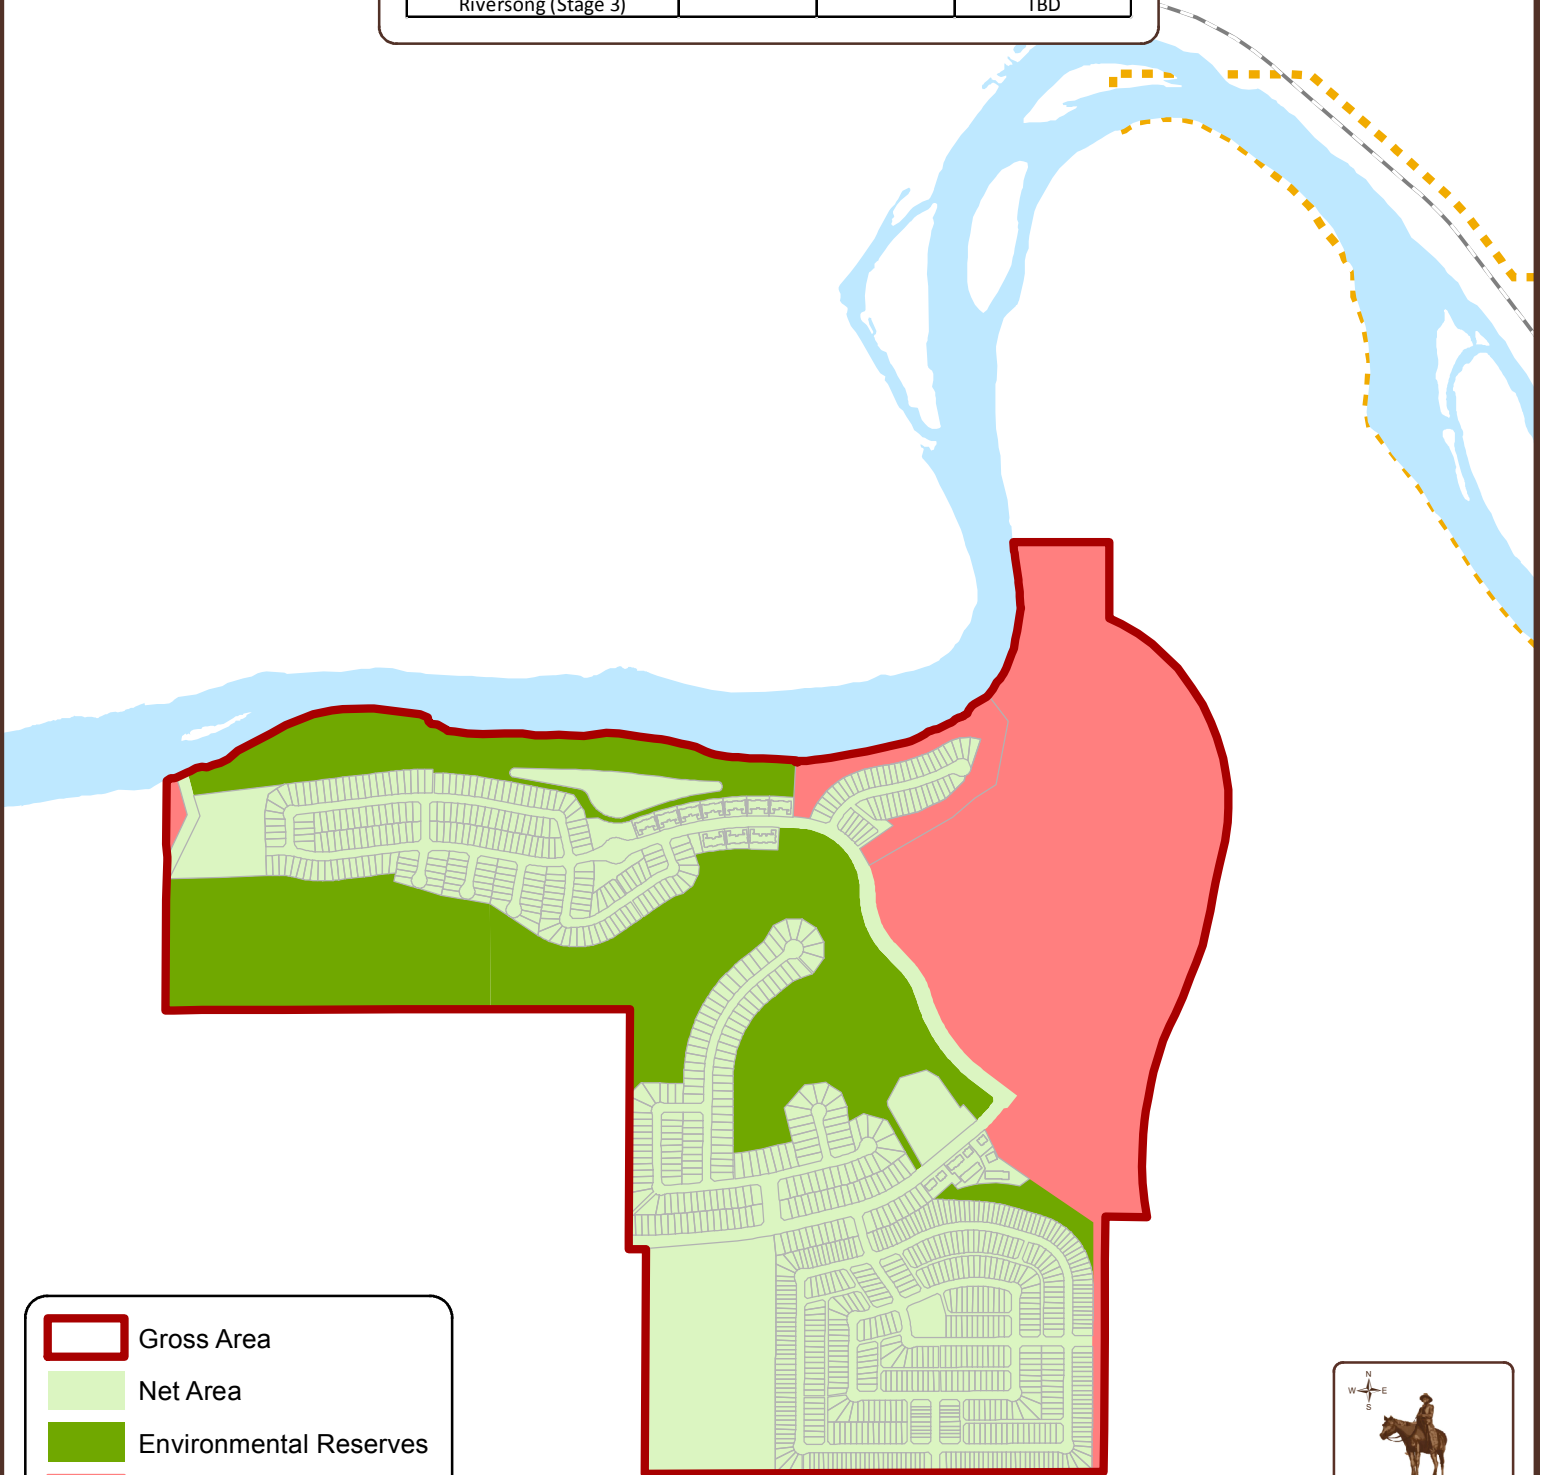 Riversong (Stage 3) TBD
Gross Area
Net Area
Environmental Reserves
N
W E
S